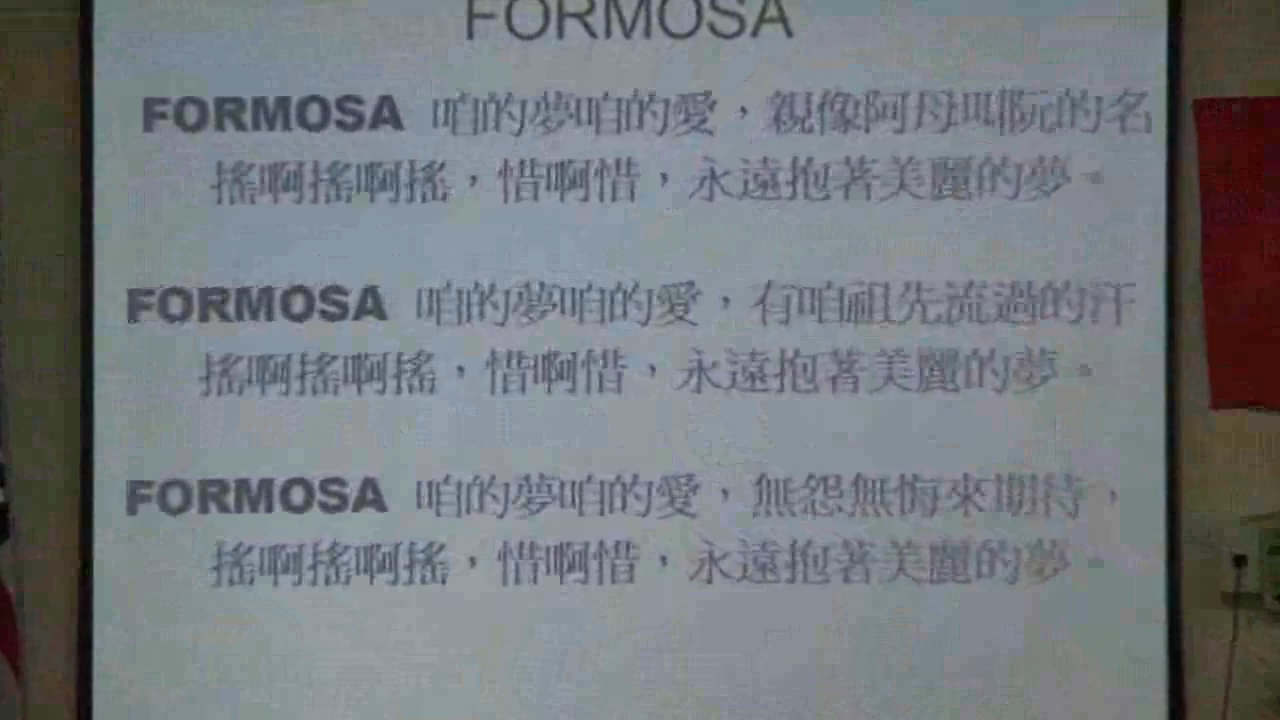 FORMOSA
FORMOSA 咱的夢咱的愛，親像阿母叫阮的名
搖啊搖啊搖，惜啊惜，永遠抱著美麗的夢。
FORMOSA 咱的夢咱的愛，有咱祖先流過的汗
搖啊搖啊搖，惜啊惜，永遠抱著美麗的夢。
FORMOSA 咱的夢咱的愛，無怨無悔來期待，
搖啊搖啊搖，惜啊惜，永遠抱著美麗的夢。